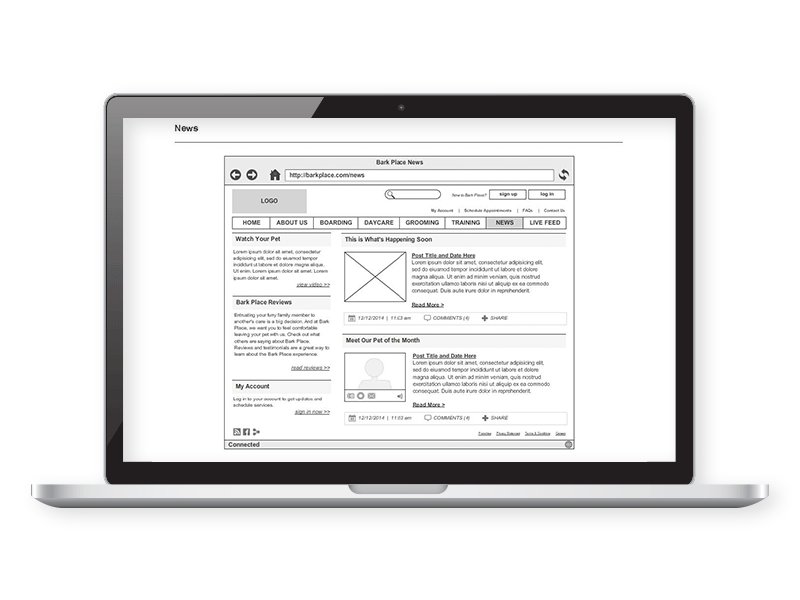 News
Bark Place News
http://barkplace.com/news
LOGO
New to Bark Place?
sign up
log in
My Account | Schedule Appointments | FAQs | Contact Us
HOME
ABOUT US
BOARDING
DAYCARE
GROOMING
TRAINING
NEWS
LIVE FEED
Watch Your Pet
Lorem ipsum dolor sit amet, consectetur
adipisicing elit, sed do eiusmod tempor
incididunt ut labore et dolore magna aliqua.
Ut enim. Lorem ipsum dolor sit amet. Lorem
ipsum dolor sit amet.
view video >>
Bark Place Reviews
Entrusting your furry family member to
another's care is a big decision. And at Bark
Place, we want you to feel comfortable
leaving your pet with us. Check out what
others are saying about Bark Place.
Reviews and testimonials are a great way to
learn about the Bark Place experience.
read reviews >>
My Account
Log in to your account to get updates and
schedule services.
sign in now >>
This is What's Happening Soon
Post Title and Date Here
Lorem ipsum dolor sit amet, consectetur adipisicing elit,
sed do eiusmod tempor incididunt ut labore et dolore
magna aliqua. Ut enim ad minim veniam, quis nostrud
exercitation ullamco laboris nisi ut aliquip ex ea commodo
consequat. Duis aute irure dolor in reprehenderit.
Read More >
12/12/2014 | 11:03 am
COMMENTS (4)
SHARE
Meet Our Pet of the Month
Post Title and Date Here
Lorem ipsum dolor sit amet, consectetur adipisicing elit,
sed do eiusmod tempor incididunt ut labore et dolore
magna aliqua. Ut enim ad minim veniam, quis nostrud
exercitation ullamco laboris nisi ut aliquip ex ea commodo
consequat. Duis aute irure dolor in reprehenderit.
Read More >
12/12/2014 | 11:03 am
COMMENTS (4)
SHARE
Privacy Statement
Terms & Conditions
Careers
Connected